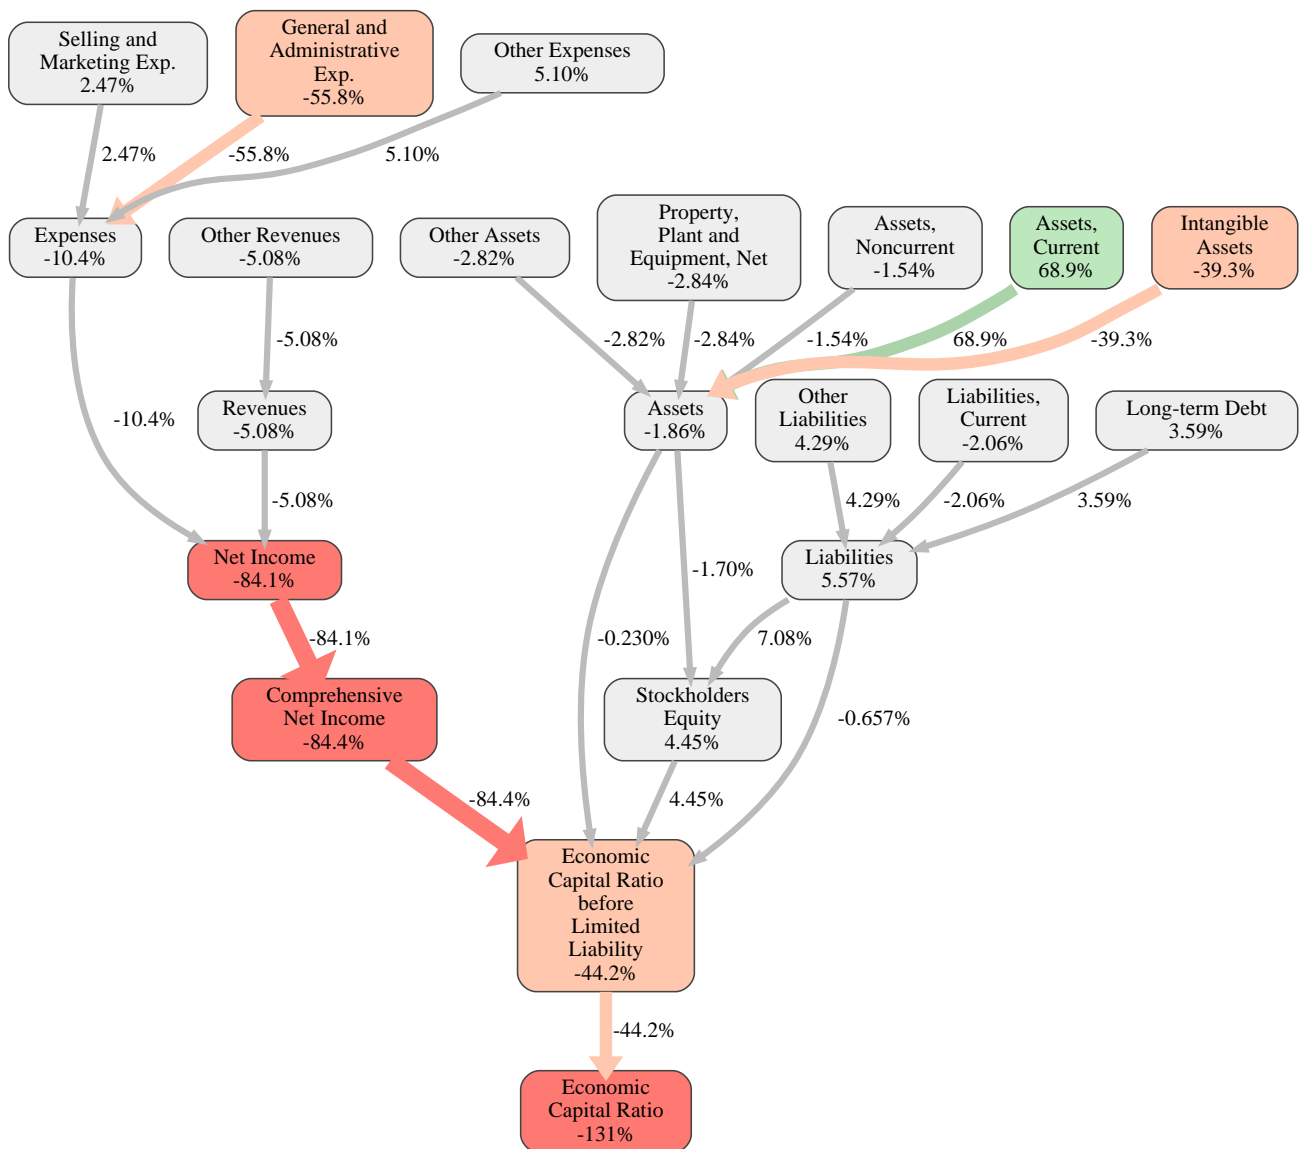 Selling and
Marketing Exp.
2.47%
General and
Administrative
Exp.
-55.8%
Other Expenses
5.10%
2.47%
-55.8%
5.10%
Expenses
-10.4%
Other Revenues
-5.08%
Other Assets
-2.82%
Property,
Plant and
Equipment, Net
-2.84%
Assets,
Noncurrent
-1.54%
Assets,
Current
68.9%
Intangible
Assets
-39.3%
-5.08%
-2.82%
-2.84%
-1.54%
68.9%
-39.3%
-10.4%
Revenues
-5.08%
Assets
-1.86%
Other
Liabilities
4.29%
Liabilities,
Current
-2.06%
Long-term Debt
3.59%
-5.08%
4.29%
-2.06%
3.59%
Net Income
-84.1%
-1.70%
Liabilities
5.57%
-84.1%
-0.230%
7.08%
Comprehensive
Net Income
-84.4%
Stockholders
Equity
4.45%
-0.657%
-84.4%
4.45%
Economic
Capital Ratio
before
Limited
Liability
-44.2%
-44.2%
Economic
Capital Ratio
-131%